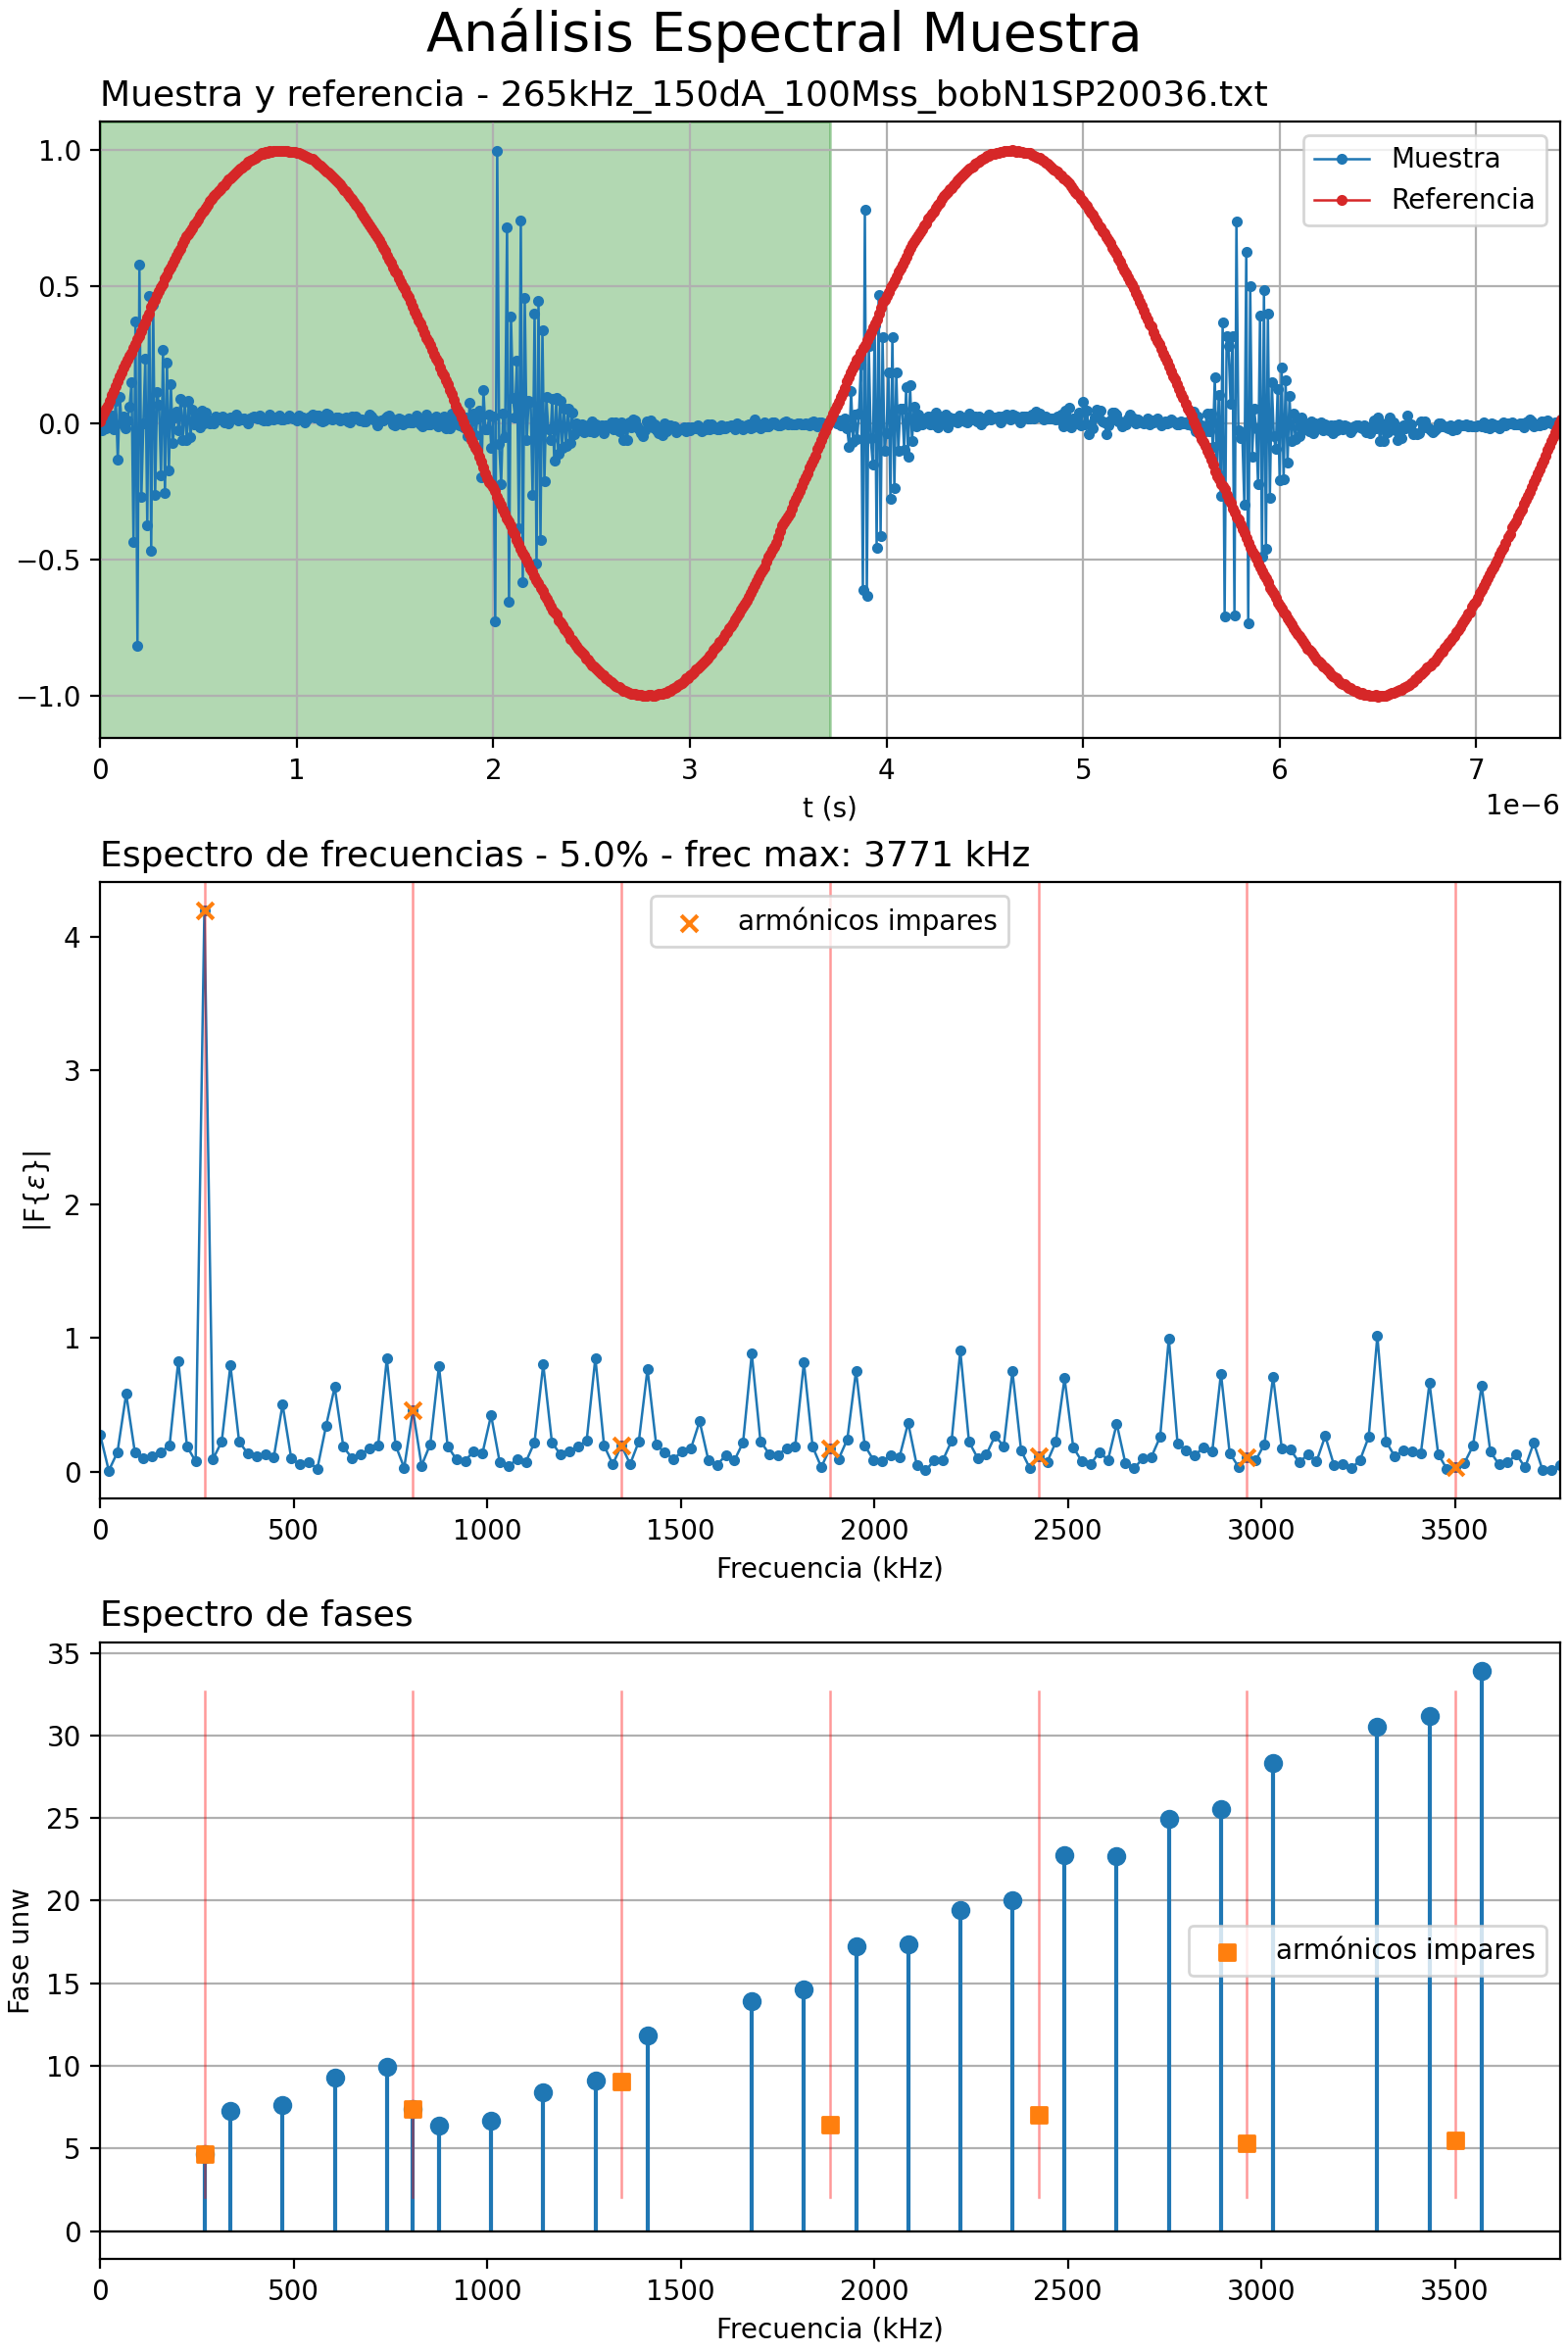 Análisis Espectral Muestra
Muestra y referencia - 265kHz_150dA_100Mss_bobN1SP20036.txt
Muestra
Referencia
1.0
0.5
0.0
−0.5
−1.0
0 1 2 3 4 5 6 7
t (s)
1e−6
Espectro de frecuencias - 5.0% - frec max: 3771 kHz
armónicos impares
4
3
2
1
0
|F{ε}|
0 500 1000 1500 2000 2500 3000 3500
Frecuencia (kHz)
Espectro de fases
35
30
25
20
15
10
5
0
Fase unw
armónicos impares
0 500 1000 1500 2000 2500 3000 3500
Frecuencia (kHz)